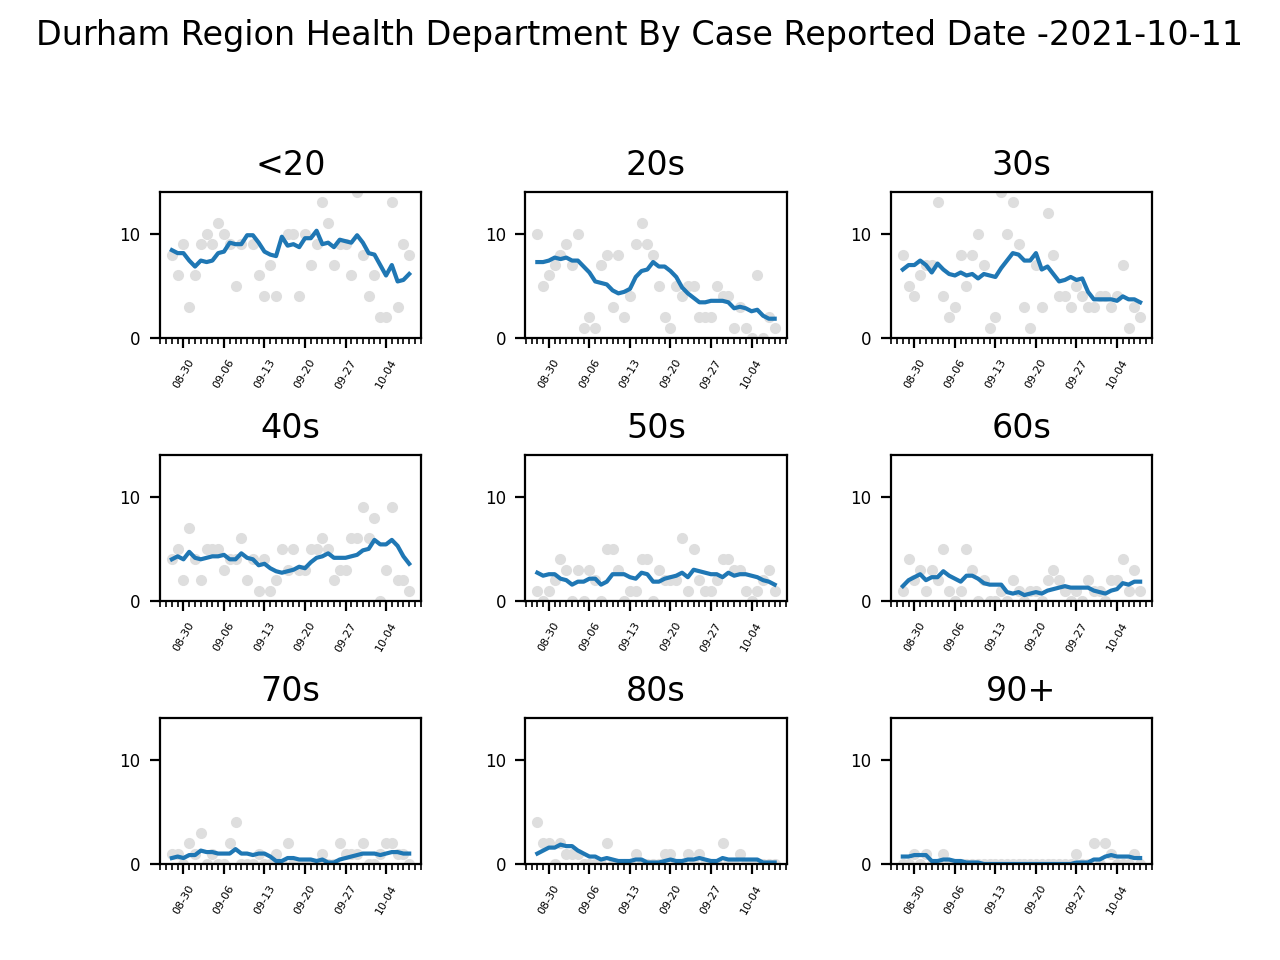 Durham Region Health Department By Case Reported Date -2021-10-11
<20 20s 30s
10 10 10
0 0 0
08-30 09-06 09-13 09-20 09-27 10-04 08-30 09-06 09-13 09-20 09-27 10-04 08-30 09-06 09-13 09-20 09-27 10-04
40s 50s 60s
10 10 10
0 0 0
08-30 09-06 09-13 09-20 09-27 10-04 08-30 09-06 09-13 09-20 09-27 10-04 08-30 09-06 09-13 09-20 09-27 10-04
70s 80s 90+
10 10 10
0 0 0
08-30 09-06 09-13 09-20 09-27 10-04 08-30 09-06 09-13 09-20 09-27 10-04 08-30 09-06 09-13 09-20 09-27 10-04